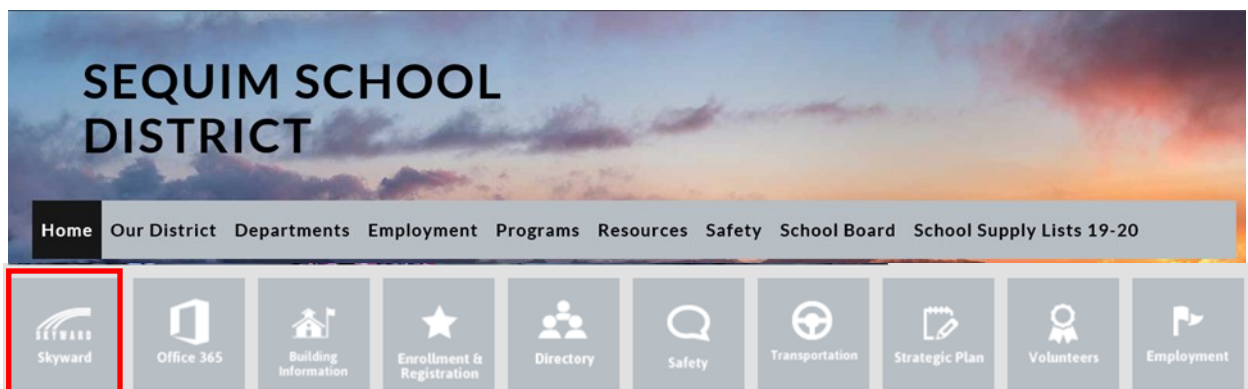 SEQUIM SCHOOL
DISTRICT
Home Our District Departments Employment Programs Resources Safety School Board School Supply Lists 19-20
SKYWARD
Skyward
Office 365
Building
Information
Enrollment &
Registration
Directory
Safety
Transportation
Strategic Plan
Volunteers
Employment